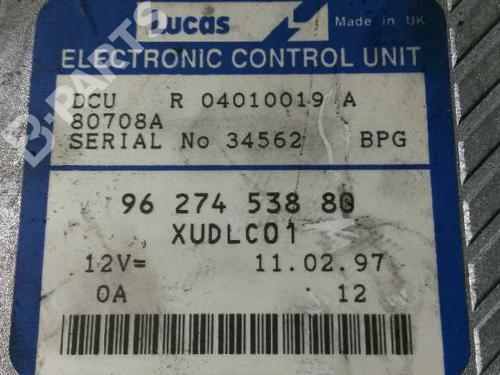 Lucas
Made in UK
ELECTRONIC CONTROL UNIT
DCU R 04010019 A
80708A
SERIAL No 34562 BPG
96 274 538 80
XUDLC01
12V= 11.02.97
0A 12
B-PARTS